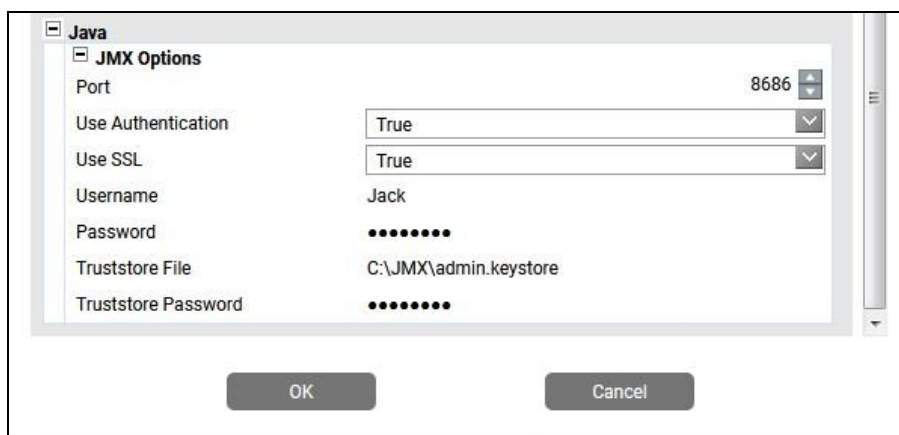 Java
JMX Options
Port 8686
Use Authentication True
Use SSL True
Username Jack
Password ●●●●●●●●
Truststore File C:\JMX\admin.keystore
Truststore Password ●●●●●●●●
OK Cancel